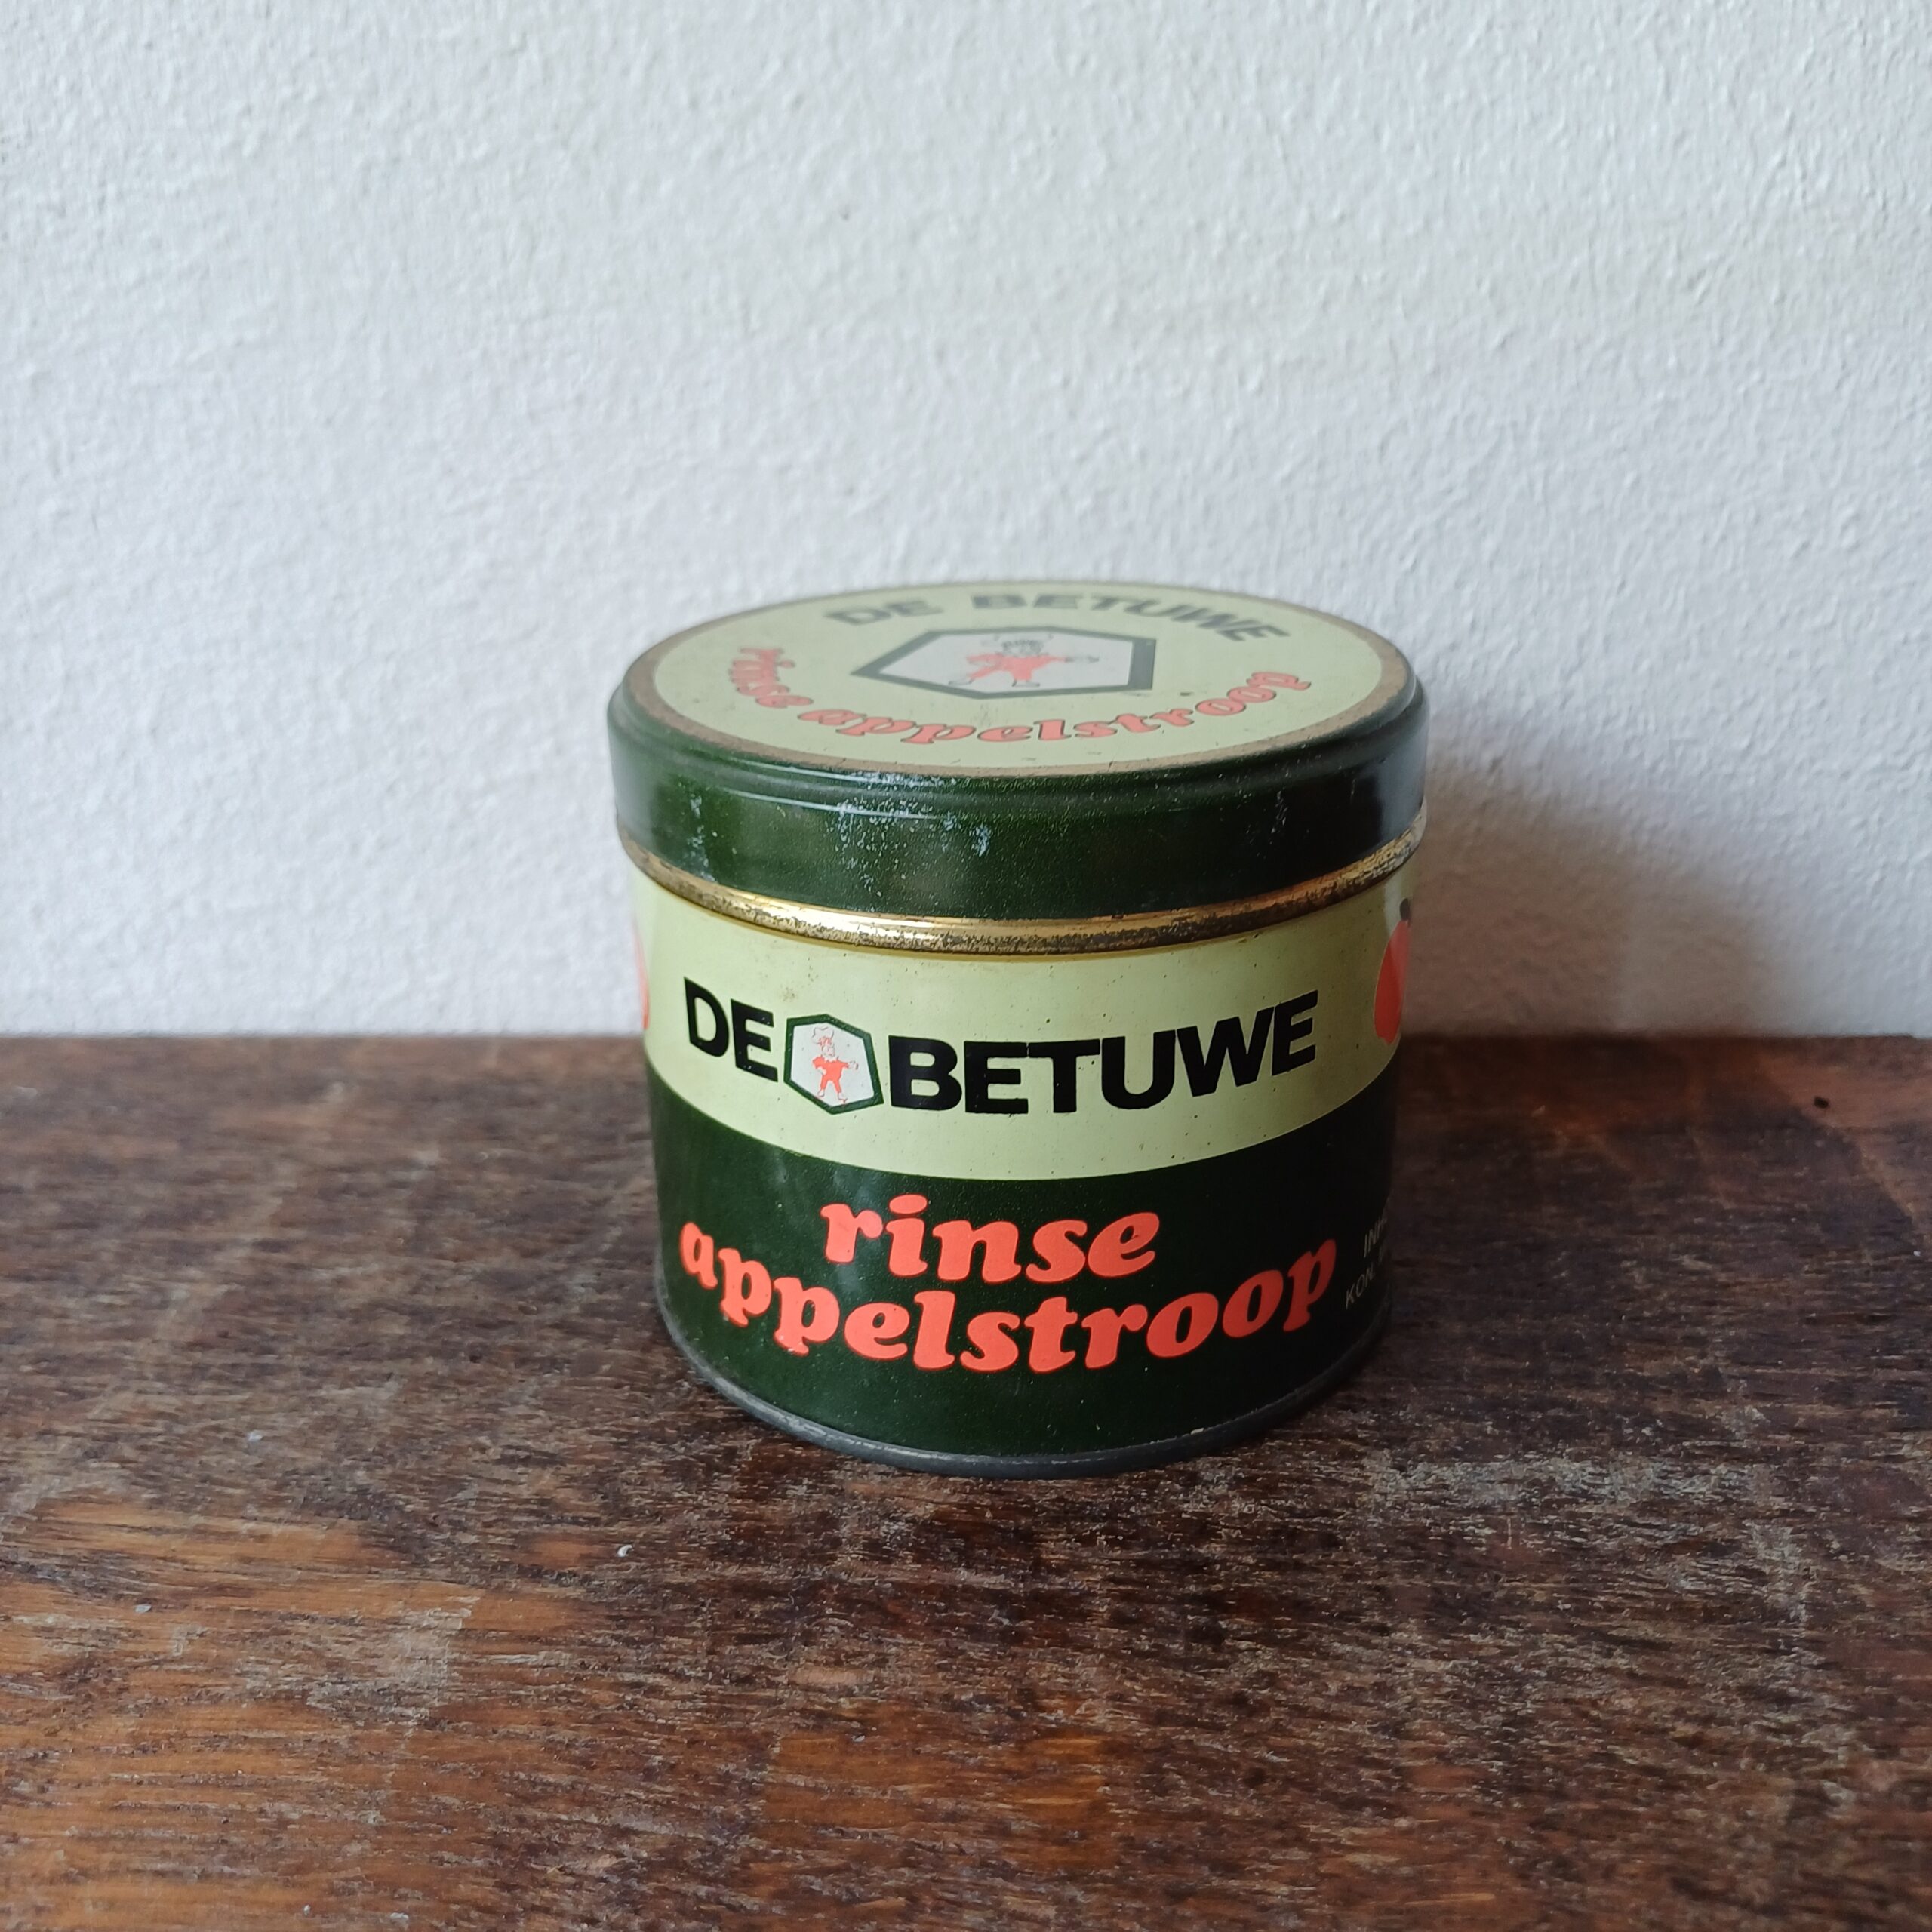 DE BETUWE
rinse appelstroop
DE BETUWE
rinse
appelstroop